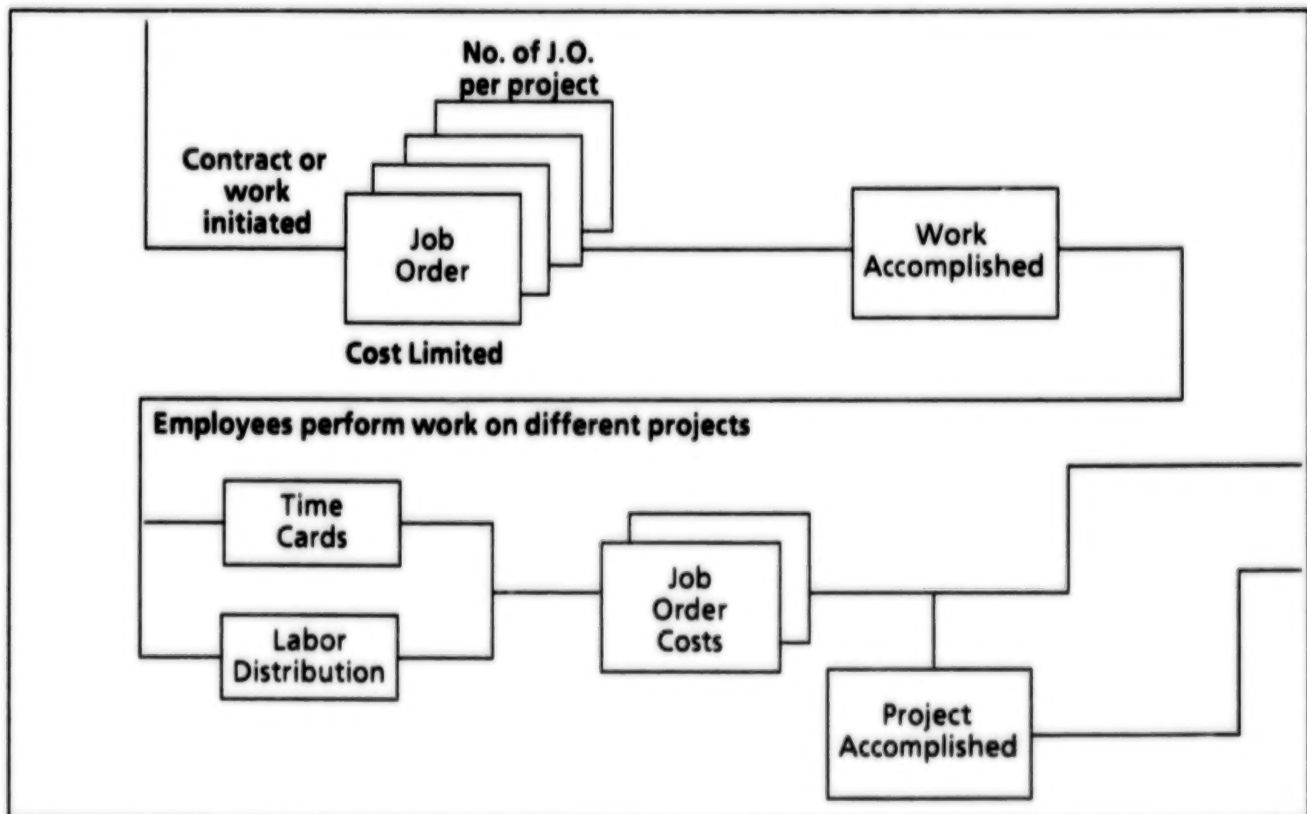 No. of J.O.
per project
Contract or
work
initiated
Job
Order
Cost Limited
Work
Accomplished
Employees perform work on different projects
Time
Cards
Labor
Distribution
Job
Order
Costs
Project
Accomplished